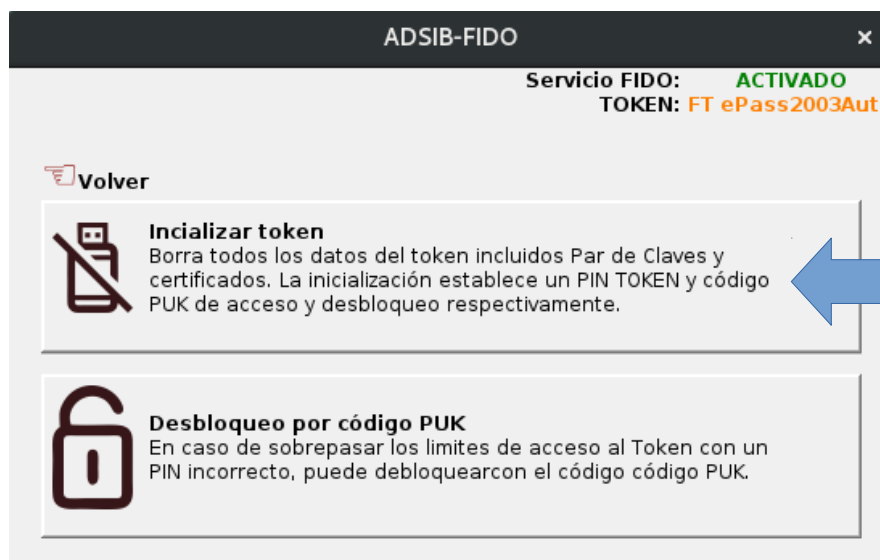 ADSIB-FIDO
Servicio FIDO: ACTIVADO
TOKEN: FT ePass2003Aut
Volver
Incializar token
Borra todos los datos del token incluidos Par de Claves y
certificados. La inicialización establece un PIN TOKEN y código
PUK de acceso y desbloqueo respectivamente.
Desbloqueo por código PUK
En caso de sobrepasar los limites de acceso al Token con un
PIN incorrecto, puede debloquearcon el código código PUK.